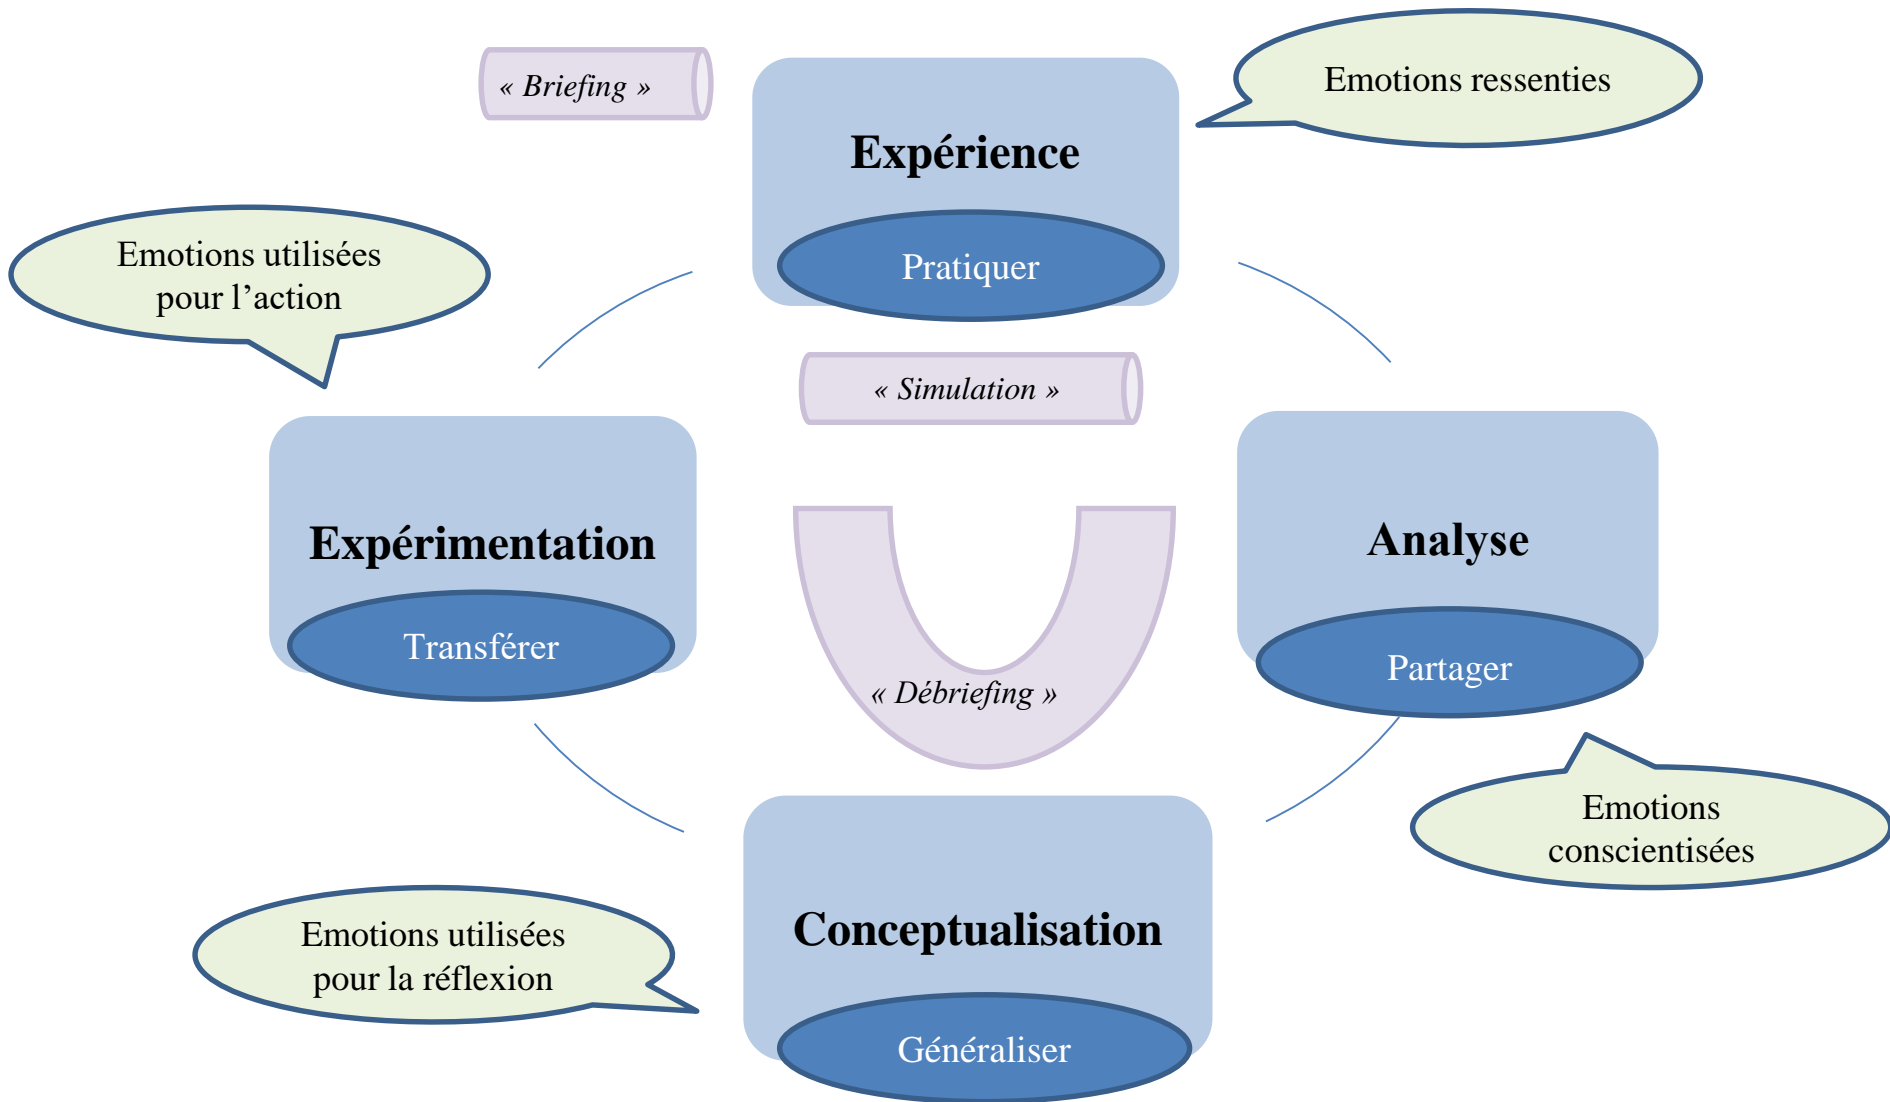 « Briefing »
Expérience
Pratiquer
Emotions ressenties
Emotions utilisées
pour l’action
« Simulation »
Expérimentation
Transférer
Analyse
Partager
« Débriefing »
Emotions
conscientisées
Conceptualisation
Généraliser
Emotions utilisées
pour la réflexion